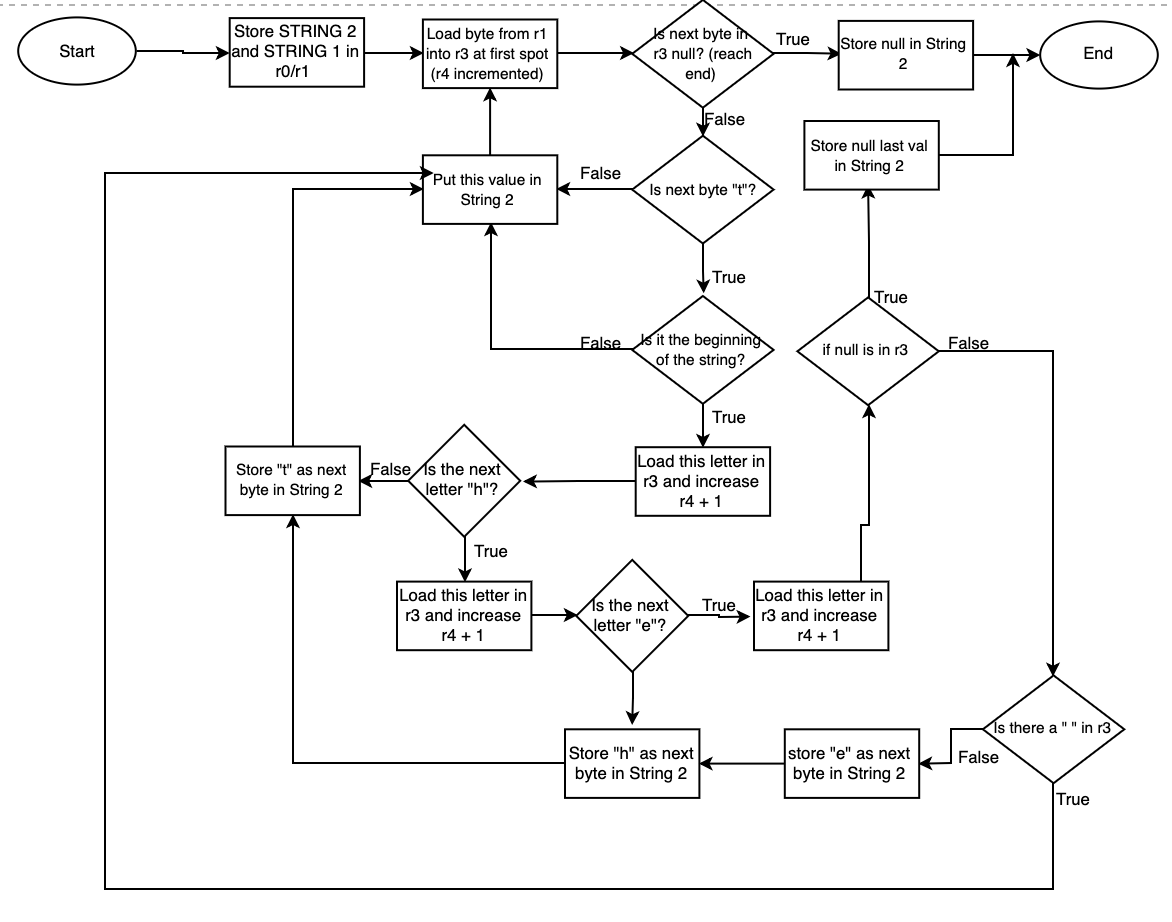 Start
Store STRING 2
and STRING 1 in
r0/r1
Load byte from r1
into r3 at first spot
(r4 incremented)
Is next byte in
r3 null? (reach
end)
True
Store null in String
2
End
False
Store null last val
in String 2
Put this value in
String 2
False
Is next byte "t"?
True
False
Is it the beginning
of the string?
True
if null is in r3
True
False
Store "t" as next
byte in String 2
False
Is the next
letter "h"?
Load this letter in
r3 and increase
r4 + 1
True
Load this letter in
r3 and increase
r4 + 1
Is the next
letter "e"?
True
Load this letter in
r3 and increase
r4 + 1
Store "h" as next
byte in String 2
store "e" as next
byte in String 2
False
Is there a " " in r3
True